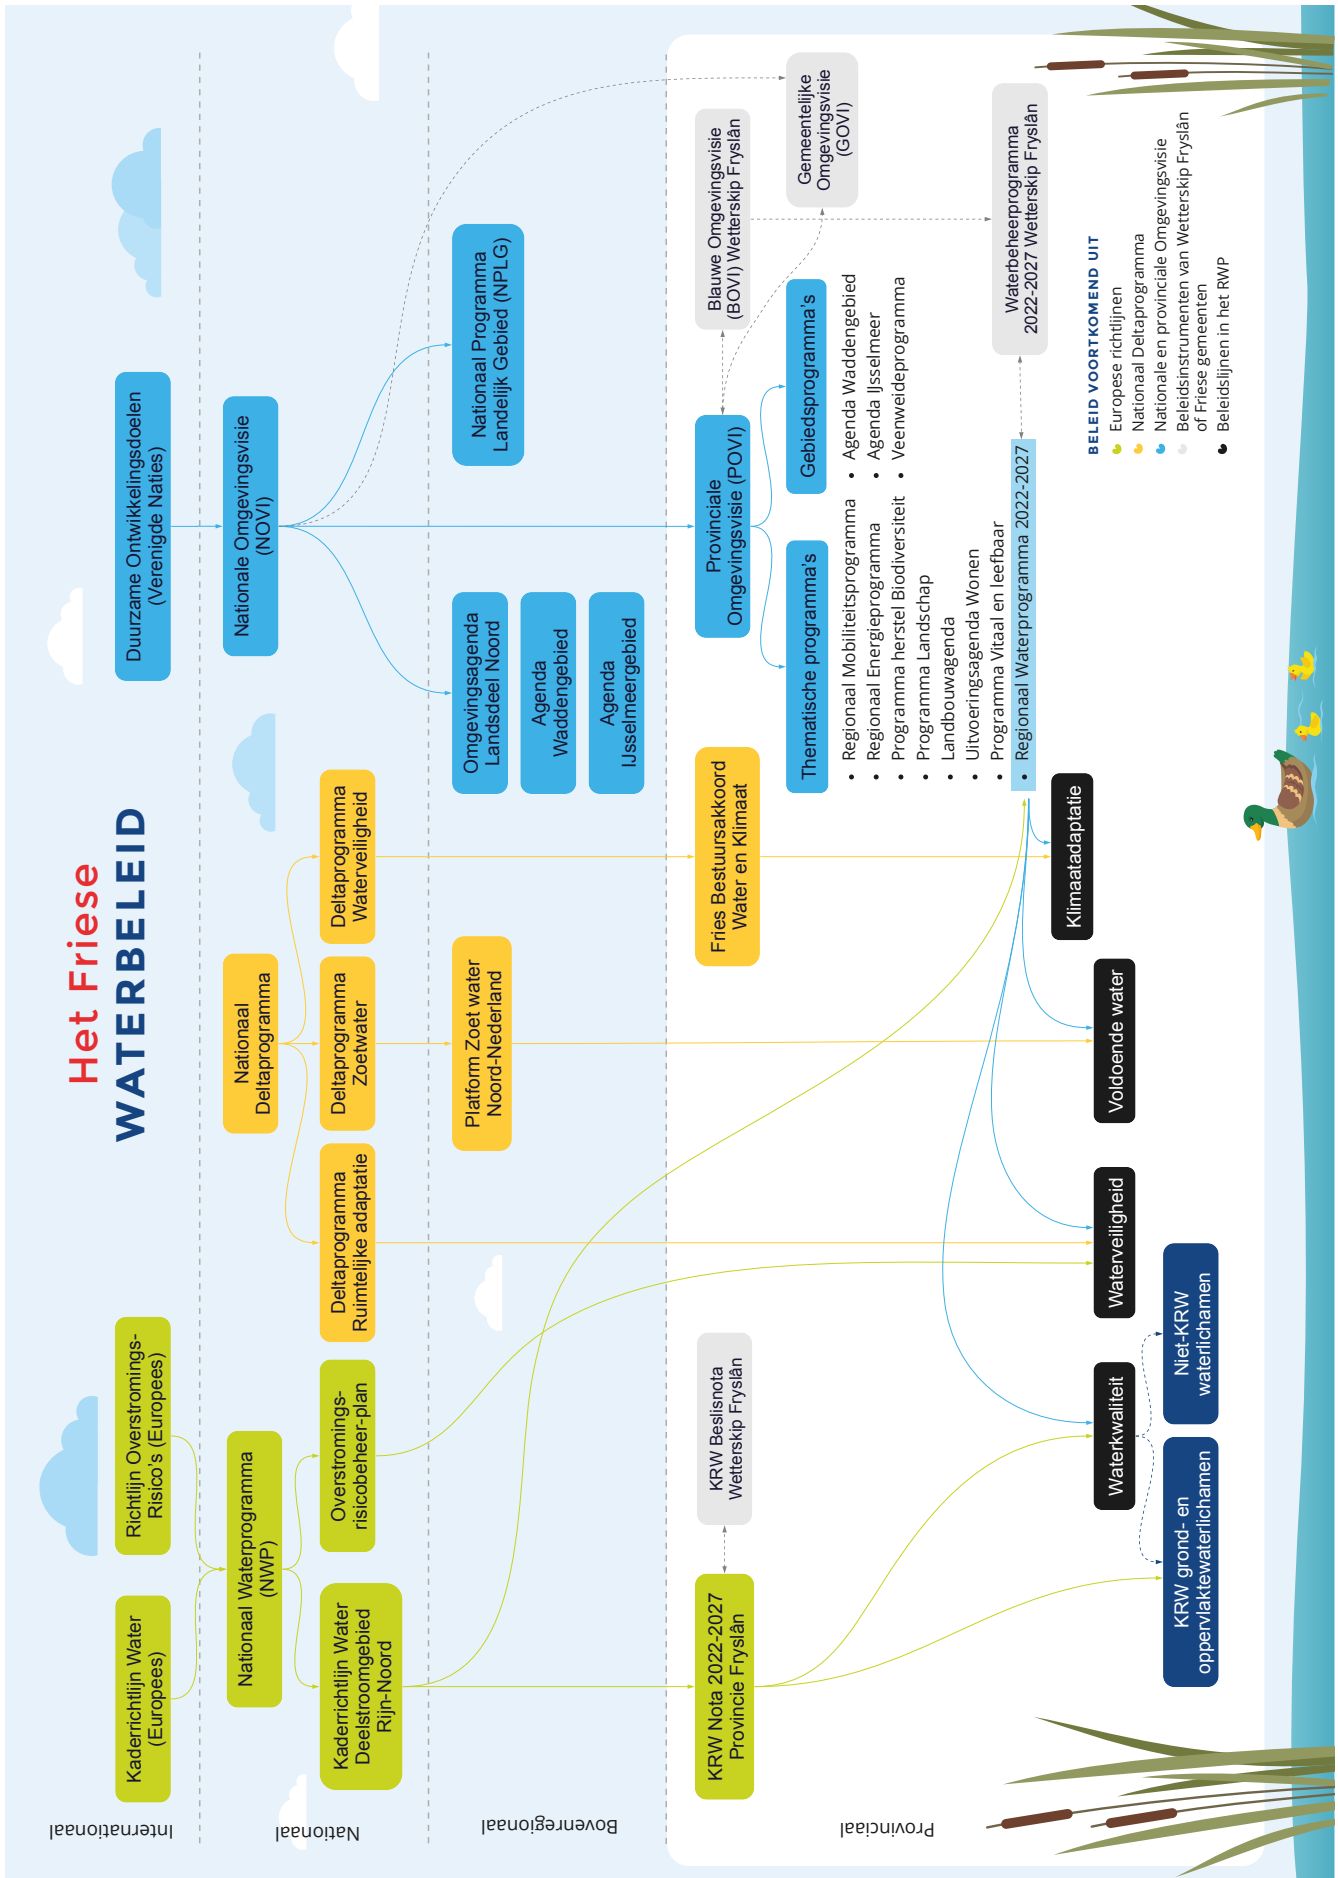 Het Friese
WATERBELEID
Internationaal
Kaderrichtlijn Water
(Europees)
Richtlijn Overstromings-
Risico's (Europees)
Duurzame Ontwikkelingsdoelen
(Verenigde Naties)
Nationaal
Nationaal Waterprogramma
(NWP)
Nationaal
Deltaprogramma
Nationale Omgevingsvisie
(NOVI)
Kaderrichtlijn Water
Deelstroomgebied
Rijn-Noord
Overstromings-
risicobeheer-plan
Deltaprogramma
Ruimtelijke adaptatie
Deltaprogramma
Zoetwater
Deltaprogramma
Waterveiligheid
Bovenregionaal
Platform Zoet water
Noord-Nederland
Omgevingsagenda
Landsdeel Noord
Agenda
Waddengebied
Agenda
IJsselmeergebied
Nationaal Programma
Landelijk Gebied (NPLG)
Provinciaal
KRW Nota 2022-2027
Provincie Fryslân
KRW Beslisnota
Wetterskip Fryslân
Fries Bestuursakkoord
Water en Klimaat
Provinciale
Omgevingsvisie (POVI)
Blauwe Omgevingsvisie
(BOVI) Wetterskip Fryslân
Gemeentelijke
Omgevingsvisie
(GOVI)
Thematische programma's
• Regionaal Mobiliteitsprogramma
• Regionaal Energieprogramma
• Programma herstel Biodiversiteit
• Programma Landschap
• Landbouwagenda
• Uitvoeringsagenda Wonen
• Programma Vitaal en leefbaar
• Regionaal Waterprogramma 2022-2027
Gebiedsprogramma's
• Agenda Waddengebied
• Agenda IJsselmeer
• Veenweideprogramma
Waterbeheerprogramma
2022-2027 Wetterskip Fryslân
Waterkwaliteit
Waterveiligheid
Voldoende water
Klimaatadaptatie
KRW grond- en
oppervlaktewaterlichamen
Niet-KRW
waterlichamen
BELEID VOORTKOMEND UIT
Europese richtlijnen
Nationaal Deltaprogramma
Nationale en provinciale Omgevingsvisie
Beleidsinstrumenten van Wetterskip Fryslân
of Friese gemeenten
Beleidslijnen in het RWP